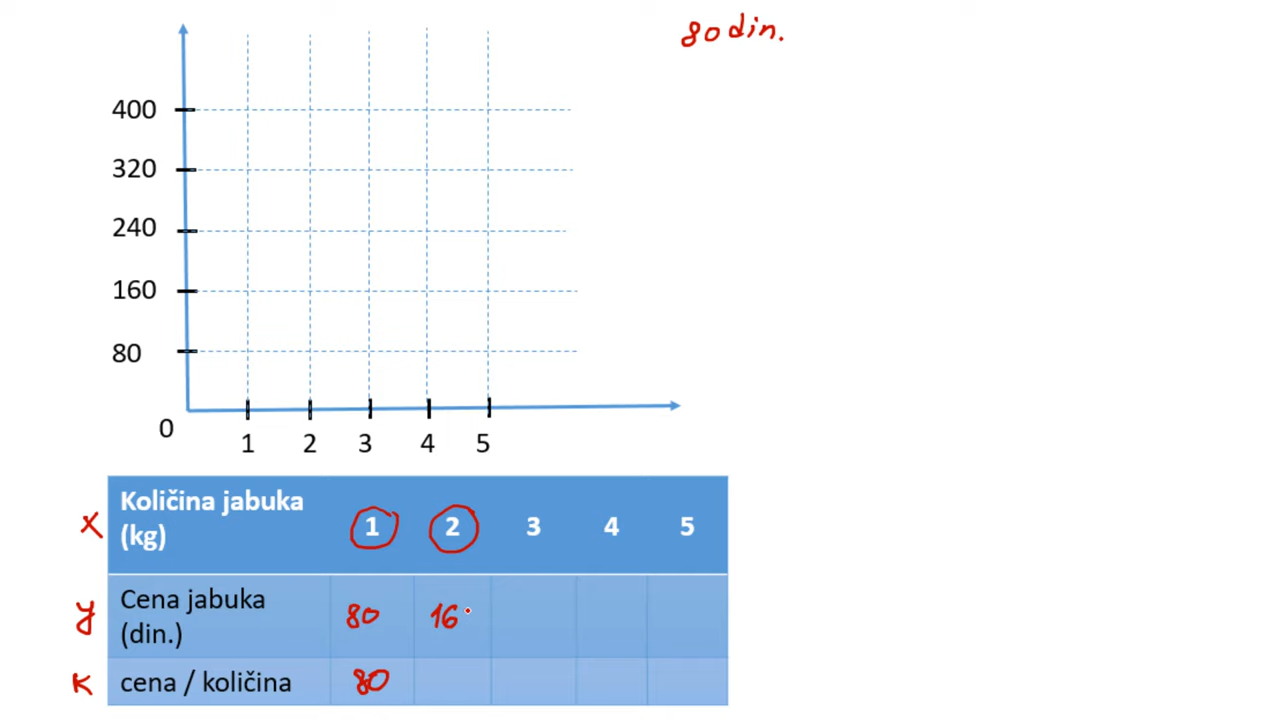 80 din.
400
320
240
160
80
0
1 2 3 4 5
X Količina jabuka (kg) 1 2 3 4 5
y Cena jabuka (din.) 80 16
K cena / količina 80